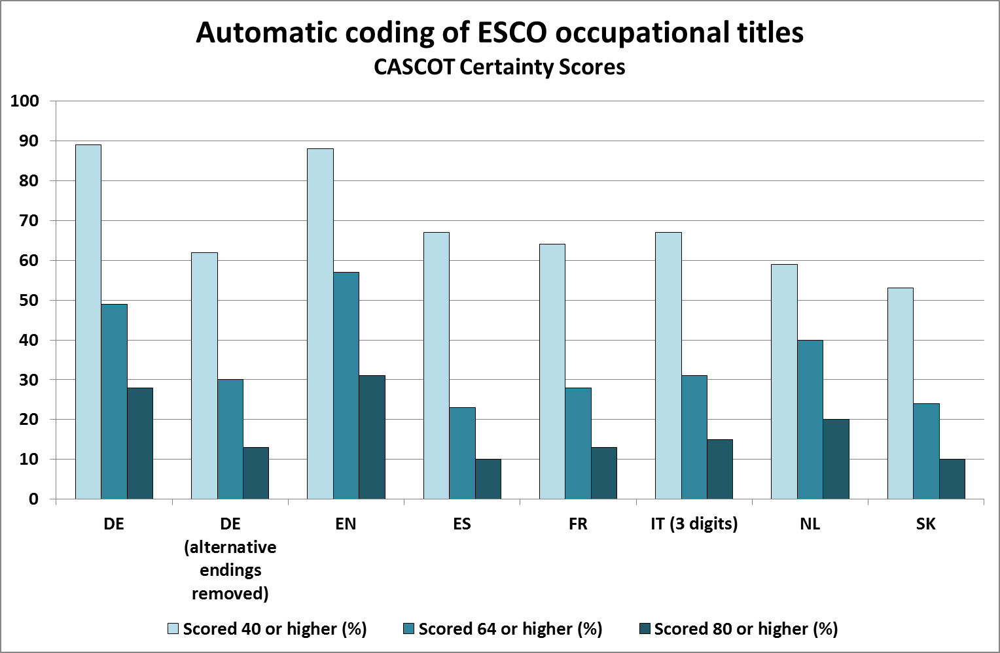 Automatic coding of ESCO occupational titles
CASCOT Certainty Scores
100
90
80
70
60
50
40
30
20
10
0
DE
DE
(alternative
endings
removed)
EN
ES
FR
IT (3 digits)
NL
SK
Scored 40 or higher (%)
Scored 64 or higher (%)
Scored 80 or higher (%)